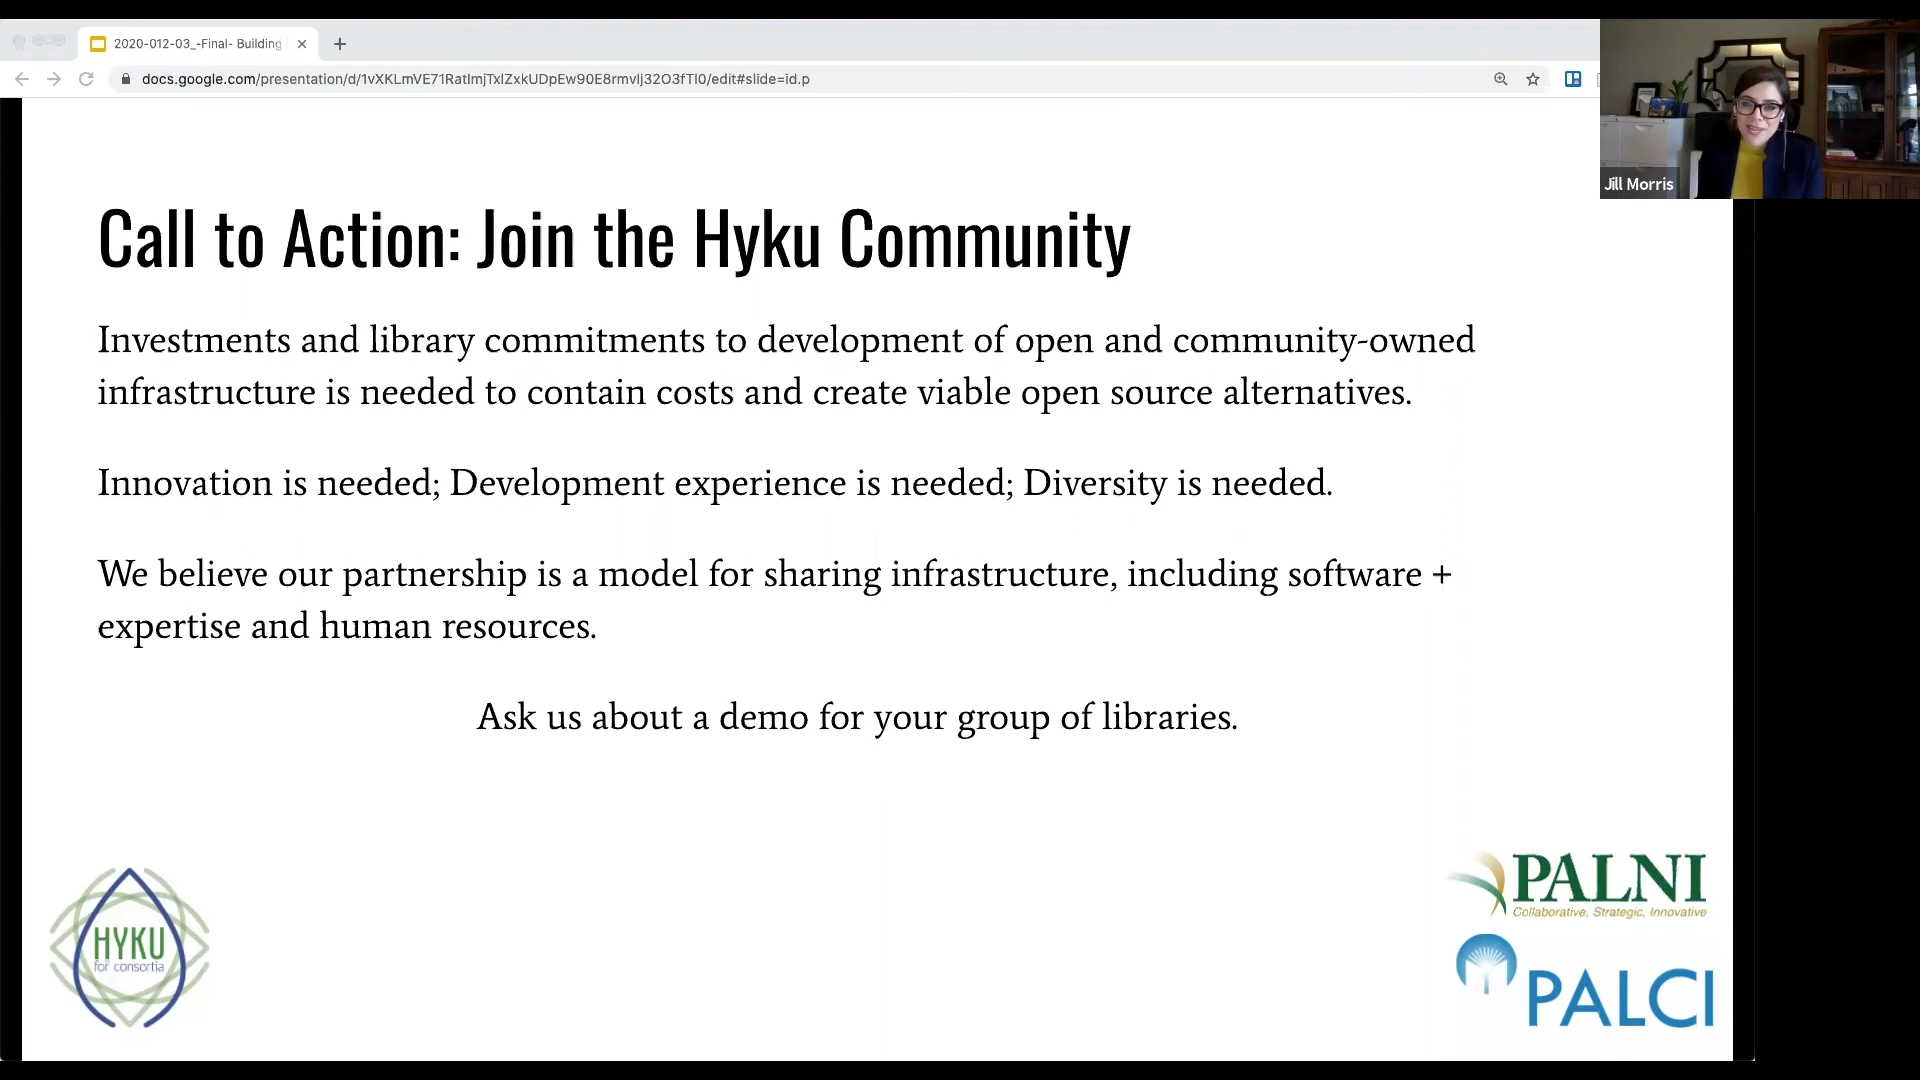 2020-012-03_-Final- Building
docs.google.com/presentation/d/1vXKLmVE71RatImjTxlZxkUDpEw90E8rmvlj32O3fTI0/edit#slide=id.p
Jill Morris
Call to Action: Join the Hyku Community
Investments and library commitments to development of open and community-owned
infrastructure is needed to contain costs and create viable open source alternatives.
Innovation is needed; Development experience is needed; Diversity is needed.
We believe our partnership is a model for sharing infrastructure, including software +
expertise and human resources.
Ask us about a demo for your group of libraries.
HYKU
for consortia
PALNI
Collaborative, Strategic, Innovative
PALCI